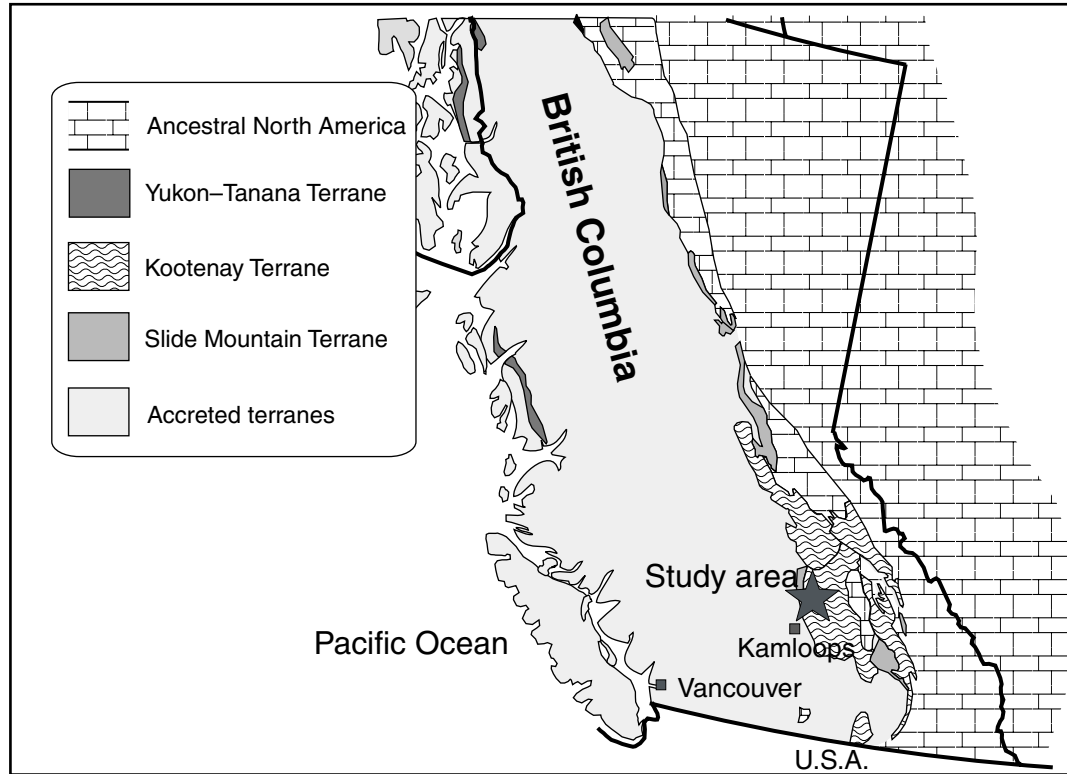 Ancestral North America
Yukon–Tanana Terrane
Kootenay Terrane
Slide Mountain Terrane
Accreted terranes
British Columbia
Study area
Kamloops
Pacific Ocean
Vancouver
U.S.A.